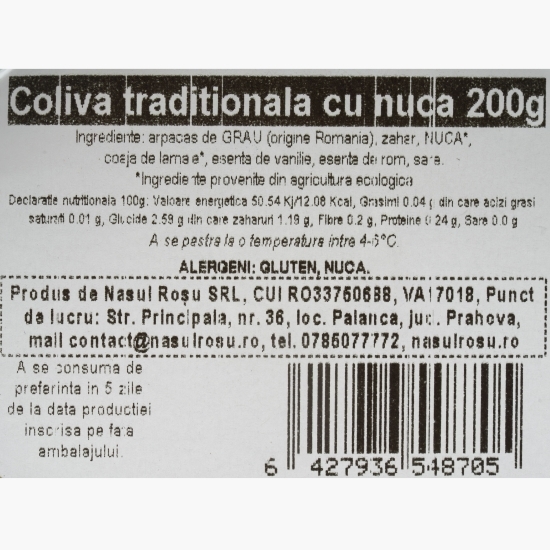 Coliva traditionala cu nuca 200g
Ingrediente: arpacas de GRAU (origine Romania), zahar, NUCA*,
coaja de lamaie*, esenta de vanilie, esenta de rom, sare.
*Ingrediente provenite din agricultura ecologica
Declaratie nutritionala 100g: Valoare energetica 50.54 Kj/12.08 Kcal, Grasimi 0.04 g din care acizi grasi
saturati 0.01 g, Glucide 2.59 g din care zaharuri 1.18 g, Fibre 0.2 g, Proteine 0.24 g, Sare 0.0 g
A se pastra la o temperatura intre 4-6°C.
ALERGENI: GLUTEN, NUCA.
Produs de Nasul Roșu SRL, CUI RO33760688, VA17018, Punct
de lucru: Str. Principala, nr. 36, loc. Palanca, jud. Prahova,
mail contact@nasulrosu.ro, tel. 0786077772, nasulrosu.ro
A se consuma de
preferinta in 5 zile
de la data productiei
inscrisa pe fata
ambalajului.
6 427936 548705